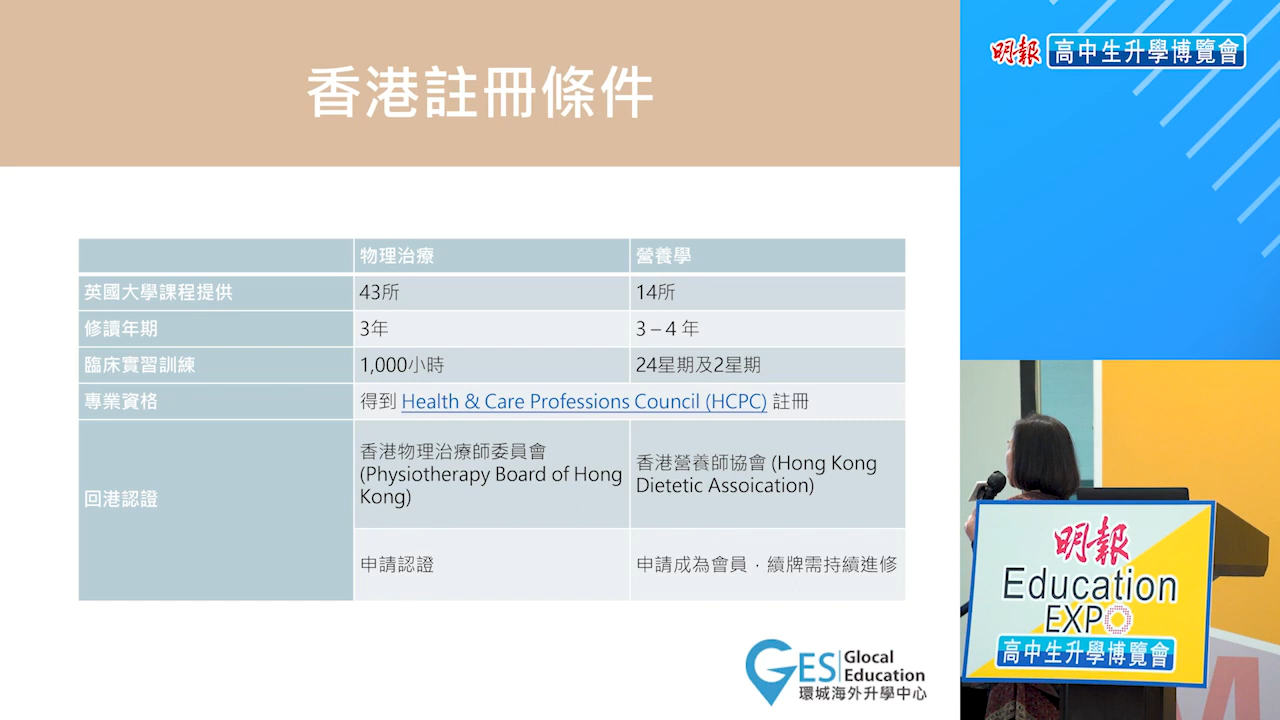 香港註冊條件
物理治療 營養學
英國大學課程提供 43所 14所
修讀年期 3年 3 – 4 年
臨床實習訓練 1,000小時 24星期及2星期
專業資格 得到 Health & Care Professions Council (HCPC) 註冊
回港認證
香港物理治療師委員會
(Physiotherapy Board of Hong
Kong)
香港營養師協會 (Hong Kong
Dietetic Assoication)
申請認證 申請成為會員，續牌需持續進修
GES Glocal
Education
環城海外升學中心
明報 高中生升學博覽會
明報
Education
EXPO
高中生升學博覽會